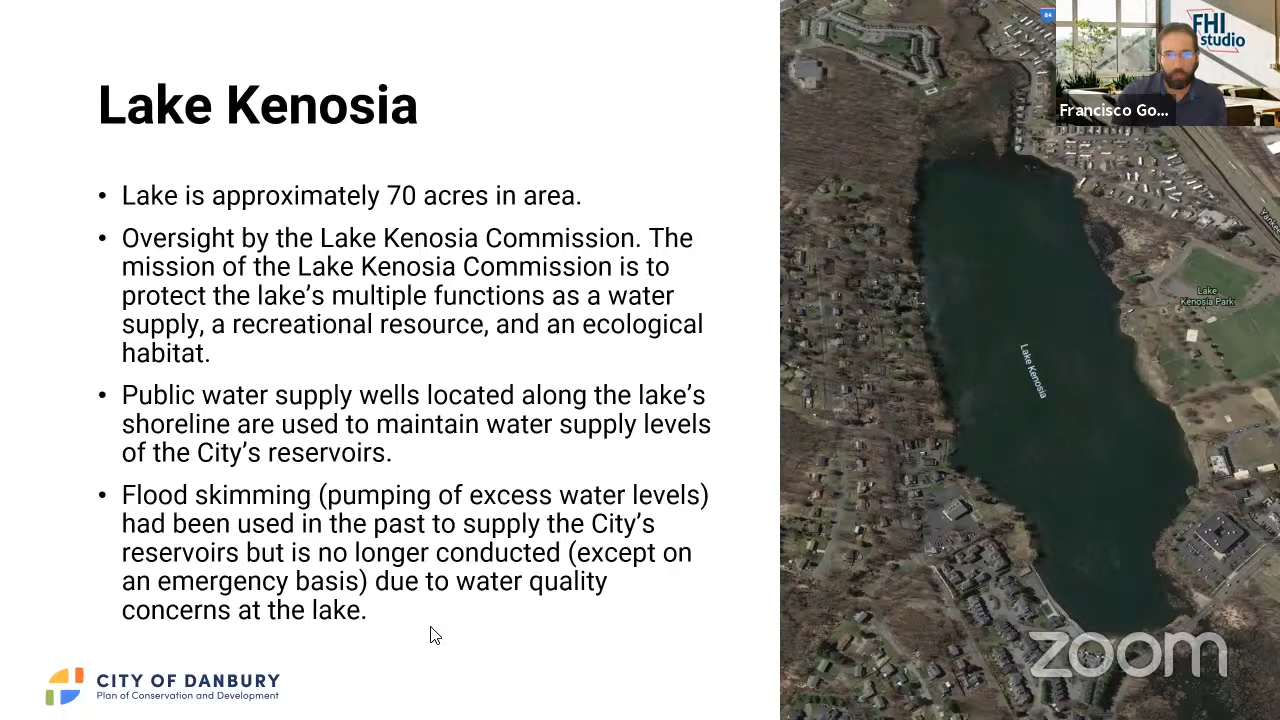 Lake Kenosia
• Lake is approximately 70 acres in area.
• Oversight by the Lake Kenosia Commission. The
mission of the Lake Kenosia Commission is to
protect the lake’s multiple functions as a water
supply, a recreational resource, and an ecological
habitat.
• Public water supply wells located along the lake’s
shoreline are used to maintain water supply levels
of the City’s reservoirs.
• Flood skimming (pumping of excess water levels)
had been used in the past to supply the City’s
reservoirs but is no longer conducted (except on
an emergency basis) due to water quality
concerns at the lake.
CITY OF DANBURY
Plan of Conservation and Development
84
FHI
studio
Francisco Go...
Lake
Kenosia Park
Lake Kenosia
zoom